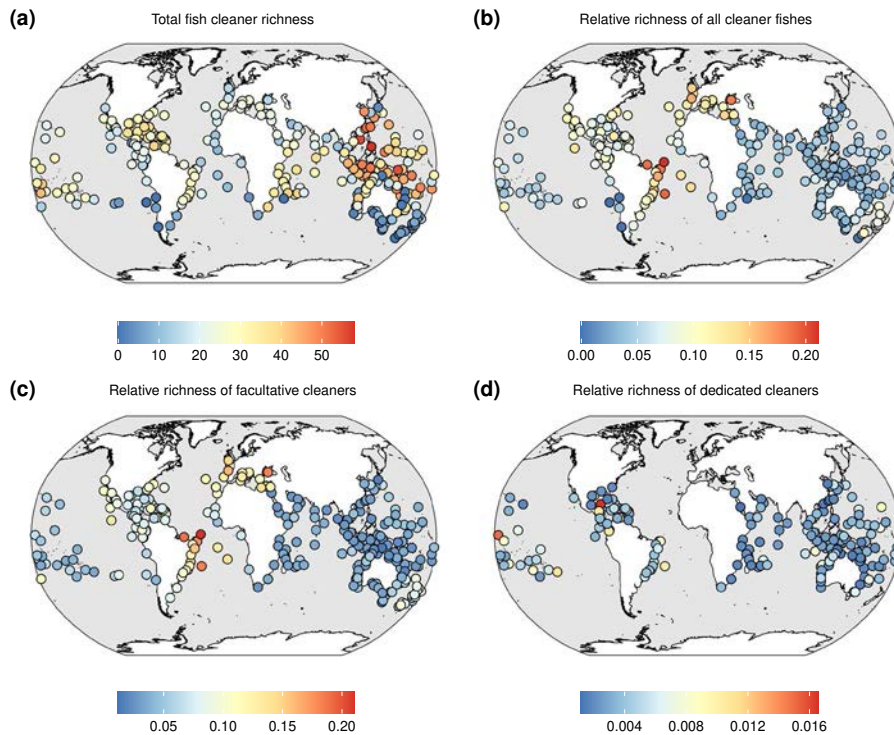 (a)
Total fish cleaner richness
(b)
Relative richness of all cleaner fishes
0 10 20 30 40 50
0.00 0.05 0.10 0.15 0.20
(c)
Relative richness of facultative cleaners
(d)
Relative richness of dedicated cleaners
0.05 0.10 0.15 0.20
0.004 0.008 0.012 0.016